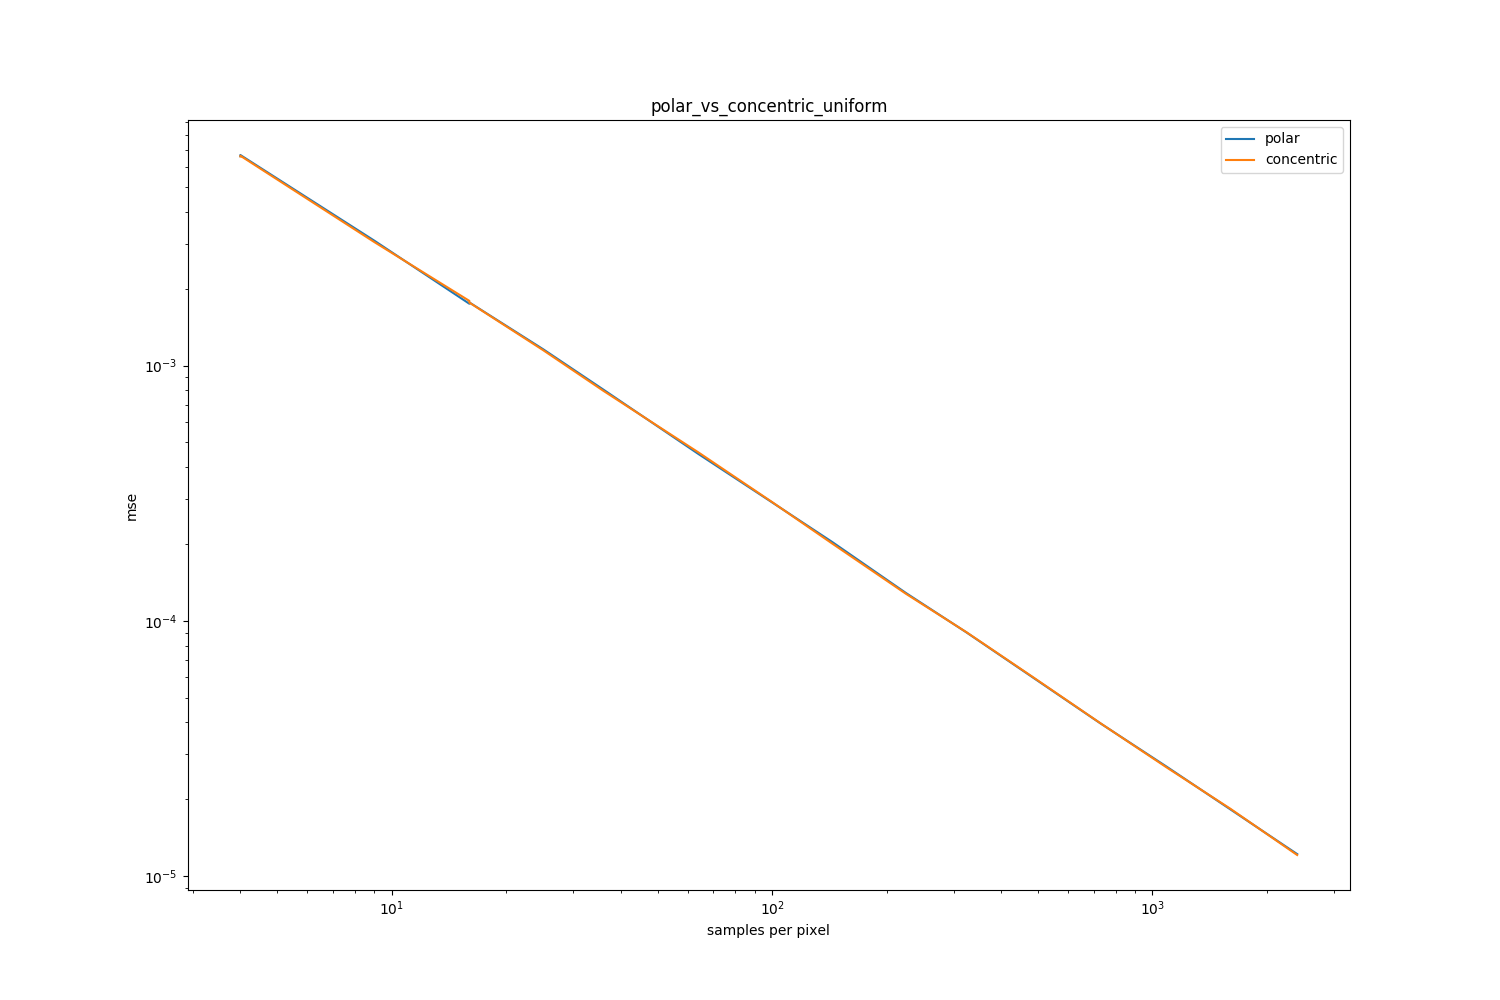 polar_vs_concentric_uniform
polar
concentric
mse
10⁻³
10⁻⁴
10⁻⁵
10¹
10²
10³
samples per pixel